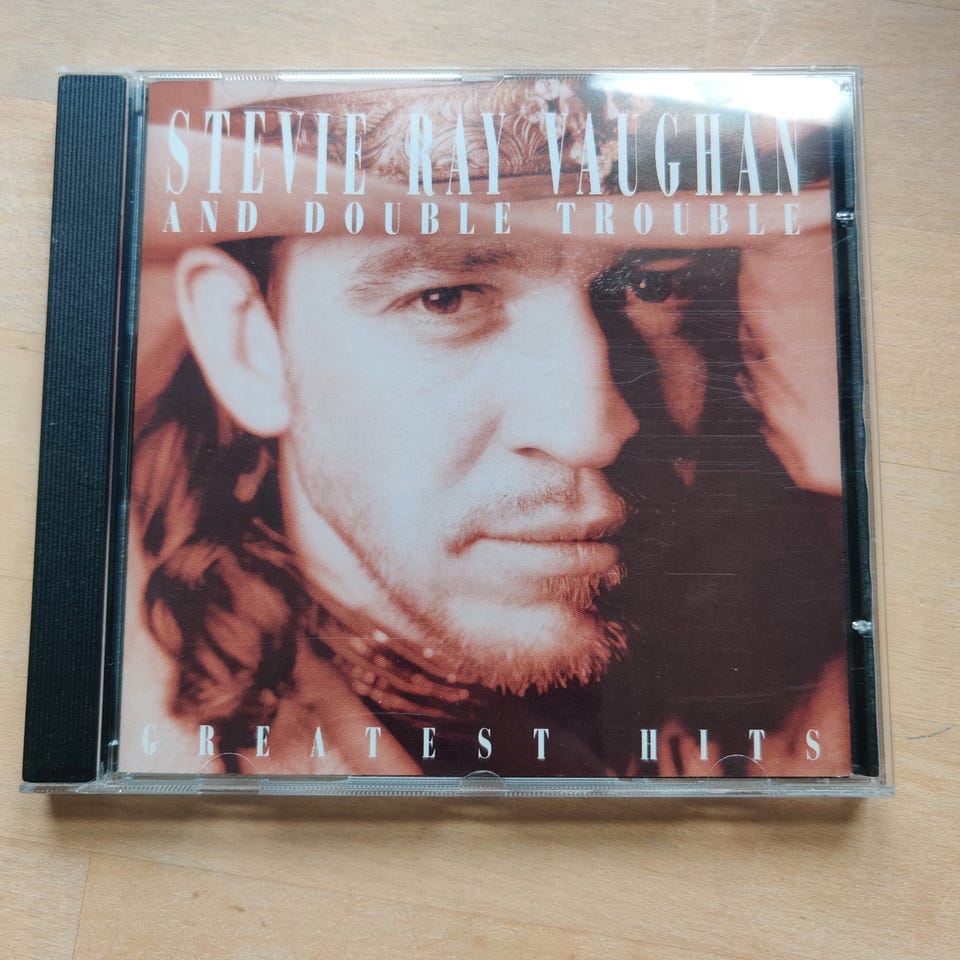 STEVIE RAY VAUGHAN
AND DOUBLE TROUBLE
GREATEST HITS